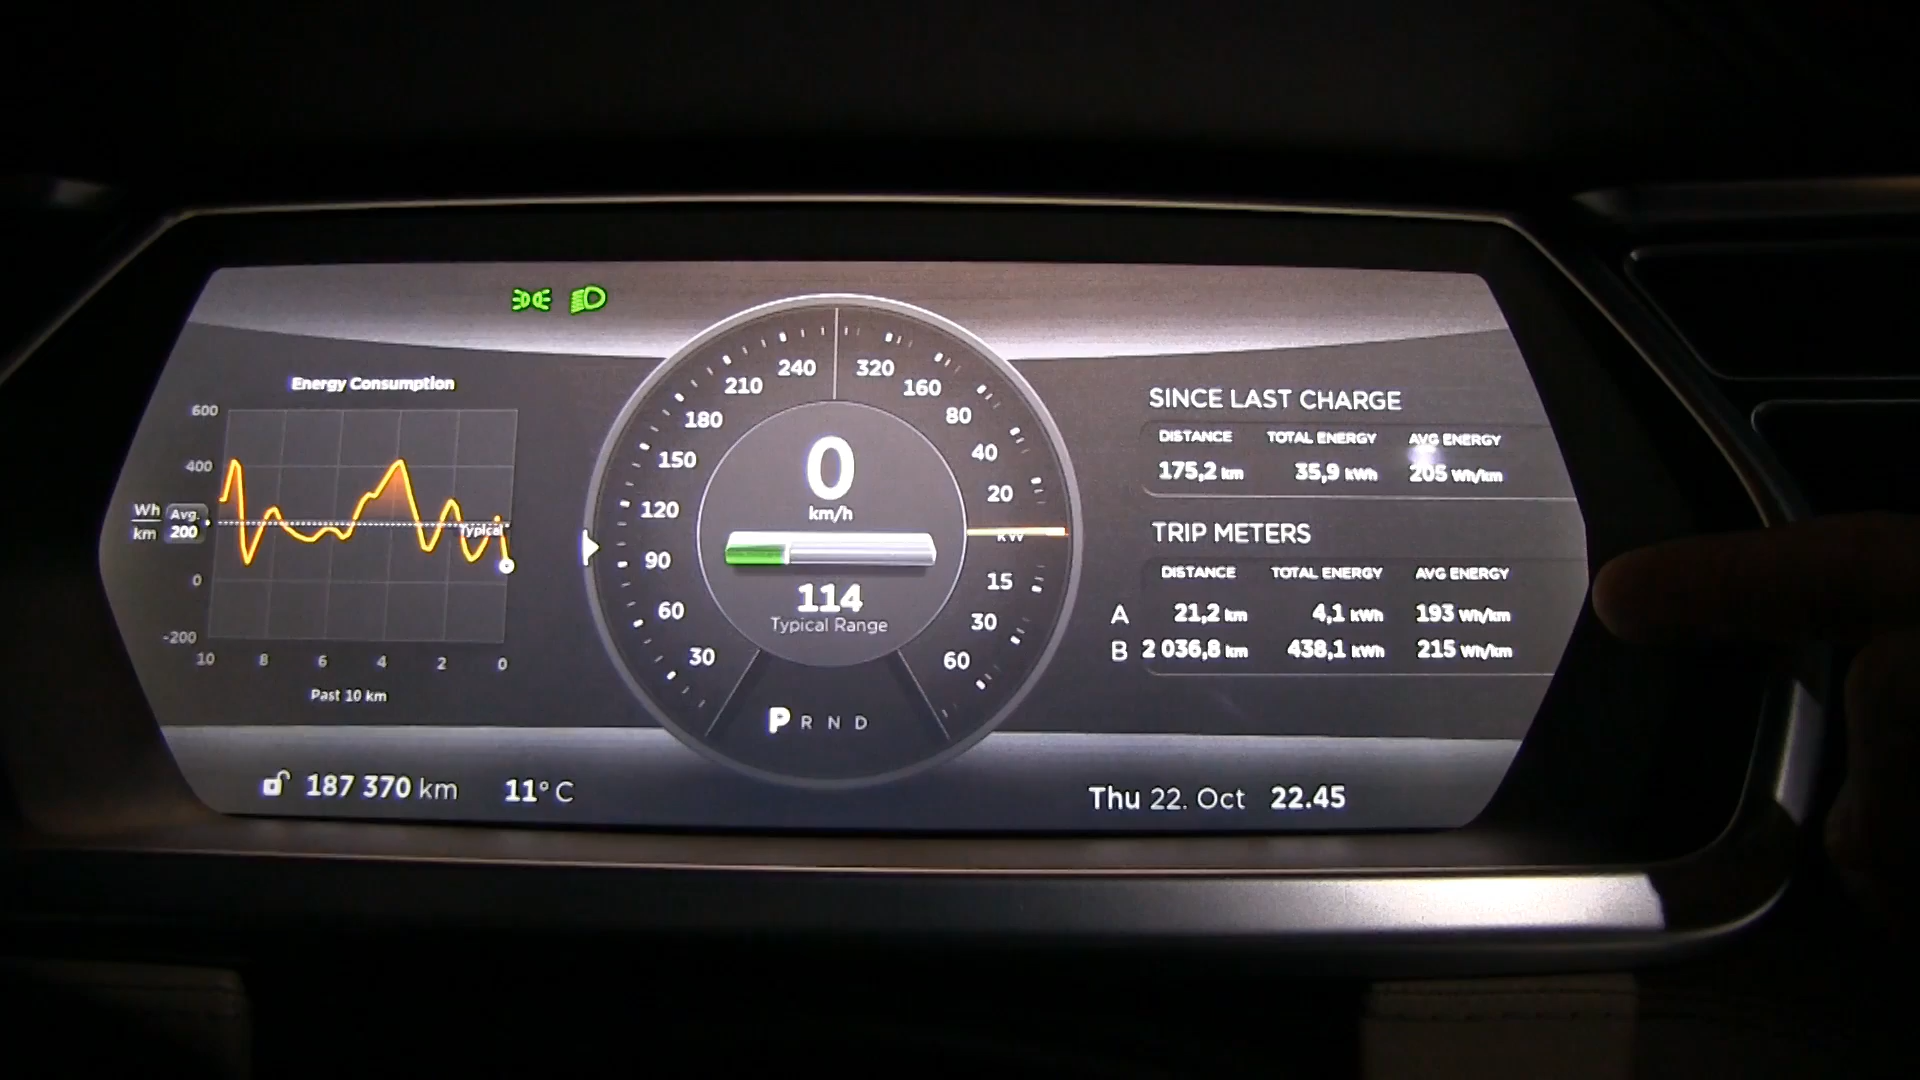 Energy Consumption
600
400
Wh
km
Avg.
200
Typical
0
-200
10 8 6 4 2 0
Past 10 km
240 320
210 160
180 80
150 40
120 20
kW
90 15
60 30
30 60
0
km/h
114
Typical Range
P R N D
SINCE LAST CHARGE
DISTANCE TOTAL ENERGY AVG ENERGY
175,2 km 35,9 kWh 205 Wh/km
TRIP METERS
DISTANCE TOTAL ENERGY AVG ENERGY
A 21,2 km 4,1 kWh 193 Wh/km
B 2 036,8 km 438,1 kWh 215 Wh/km
187 370 km 11° C
Thu 22. Oct 22.45